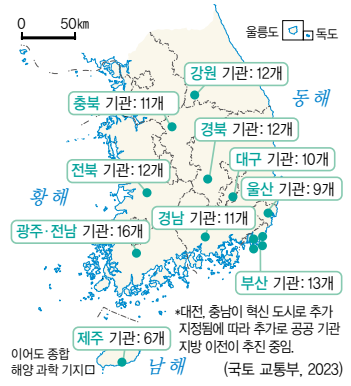 0 50km
울릉도 독도
강원 기관: 12개
동해
충북 기관: 11개
경북 기관: 12개
대구 기관: 10개
전북 기관: 12개
울산 기관: 9개
황해
경남 기관: 11개
광주·전남 기관: 16개
부산 기관: 13개
*대전, 충남이 혁신 도시로 추가
지정됨에 따라 추가로 공공 기관
지방 이전이 추진 중임.
제주 기관: 6개
이어도 종합
해양 과학 기지
남해
(국토 교통부, 2023)